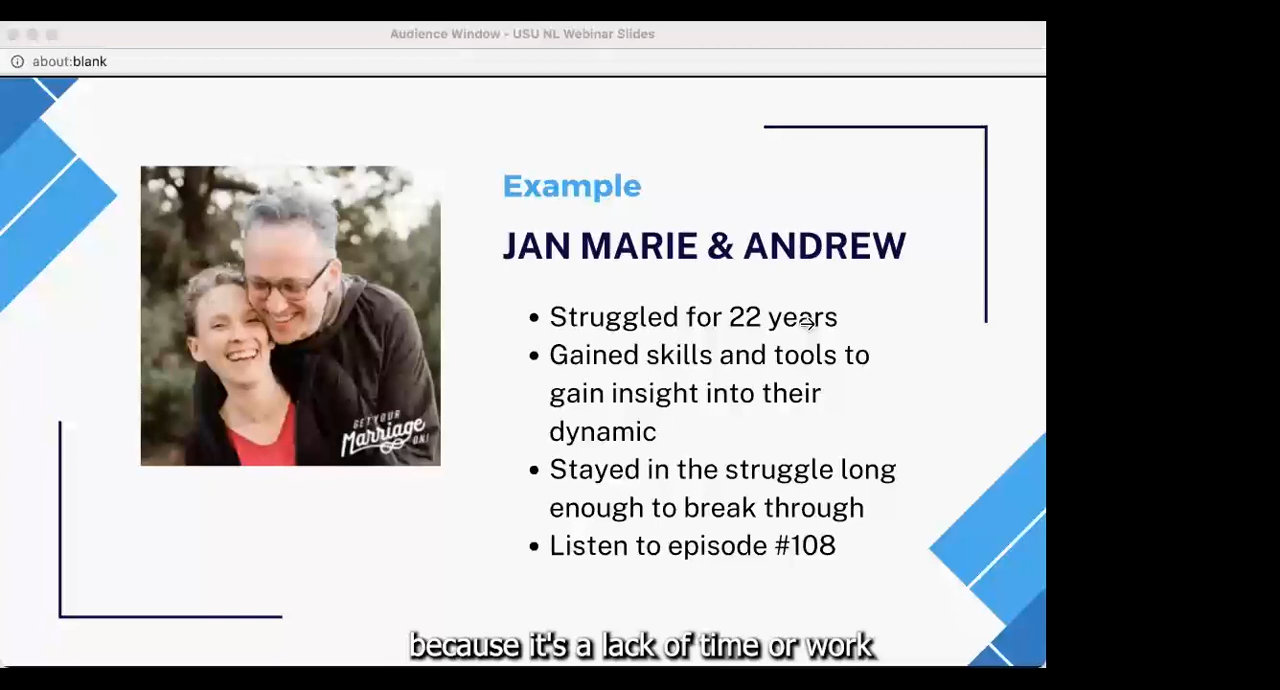 Audience Window - USU NL Webinar Slides
about:blank
Example
JAN MARIE & ANDREW
• Struggled for 22 years
• Gained skills and tools to
gain insight into their
dynamic
• Stayed in the struggle long
enough to break through
• Listen to episode #108
GET YOUR
Marriage
ON!
because it's a lack of time or work